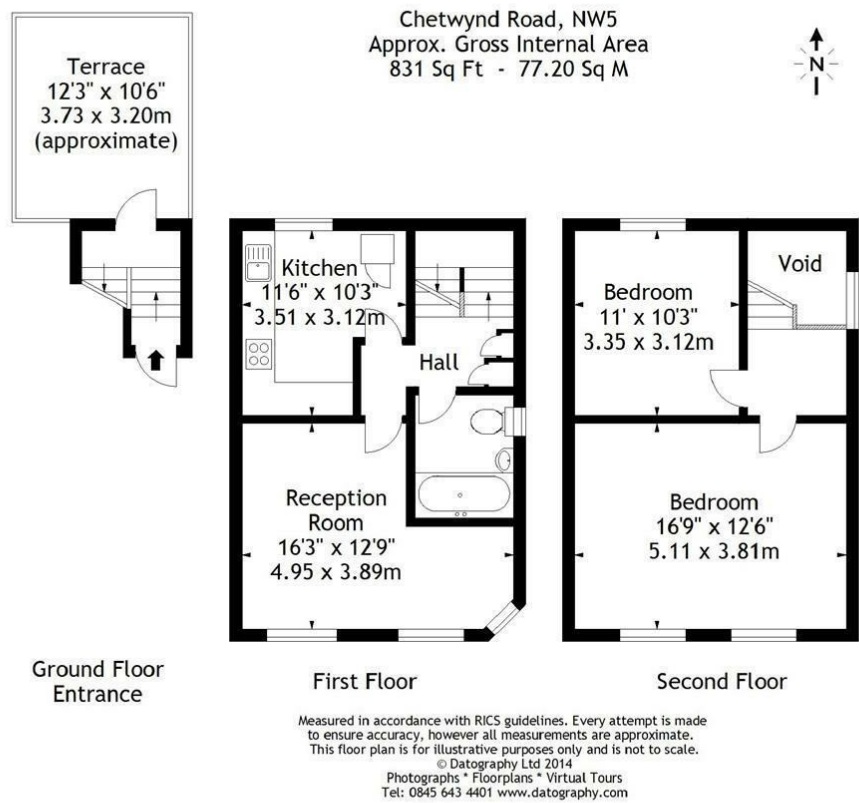 Chetwynd Road, NW5
Approx. Gross Internal Area
831 Sq Ft  -  77.20 Sq M
N
Terrace
12'3" x 10'6"
3.73 x 3.20m
(approximate)
Kitchen
11'6" x 10'3"
3.51 x 3.12m
Hall
Reception
Room
16'3" x 12'9"
4.95 x 3.89m
Bedroom
11' x 10'3"
3.35 x 3.12m
Void
Bedroom
16'9" x 12'6"
5.11 x 3.81m
Ground Floor
Entrance
First Floor
Second Floor
Measured in accordance with RICS guidelines. Every attempt is made
to ensure accuracy, however all measurements are approximate.
This floor plan is for illustrative purposes only and is not to scale.
© Datography Ltd 2014
Photographs * Floorplans * Virtual Tours
Tel: 0845 643 4401 www.datography.com